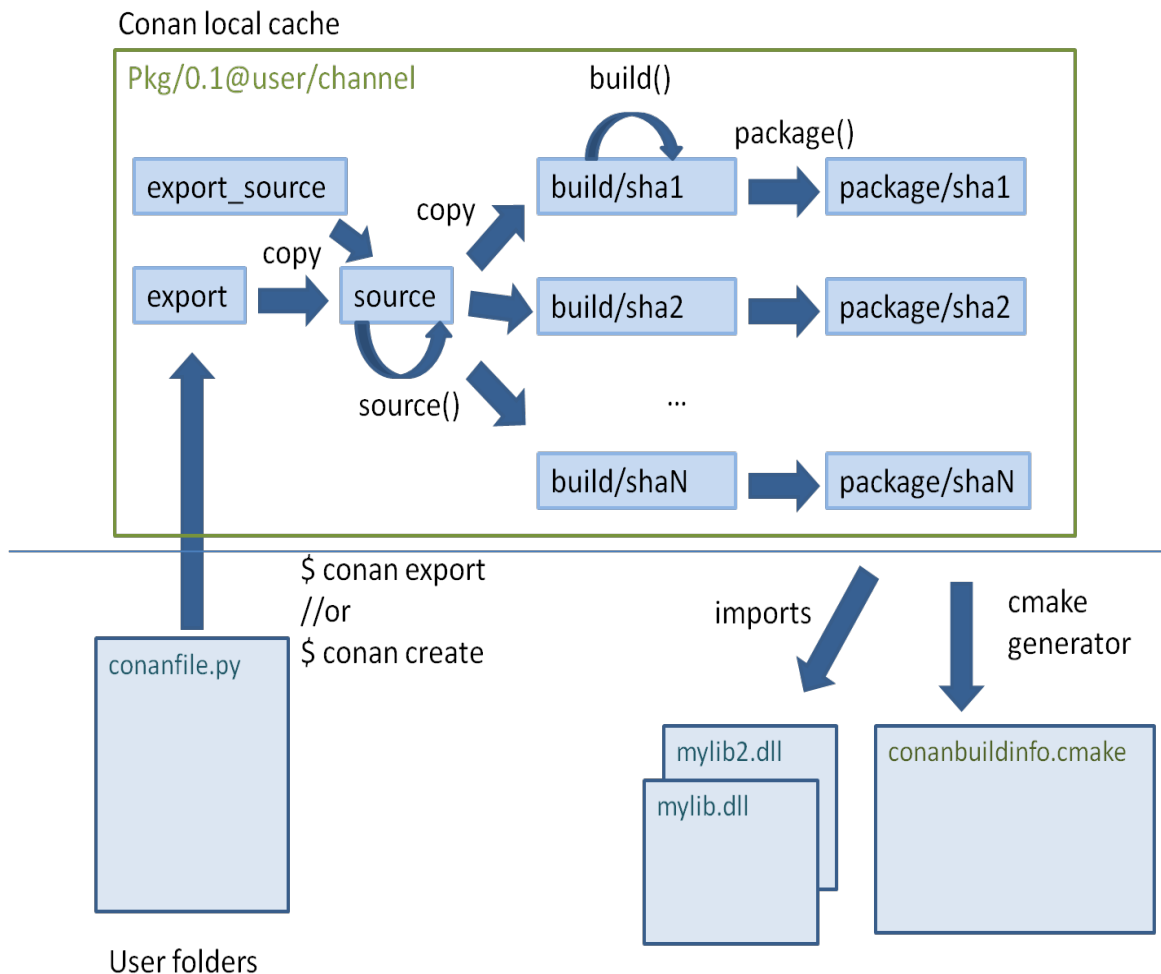 Conan local cache
Pkg/0.1@user/channel
build()
package()
export_source
build/sha1
package/sha1
copy
copy
export
source
build/sha2
package/sha2
source()
...
build/shaN
package/shaN
$ conan export
//or
$ conan create
imports
cmake
generator
conanfile.py
mylib2.dll
conanbuildinfo.cmake
mylib.dll
User folders